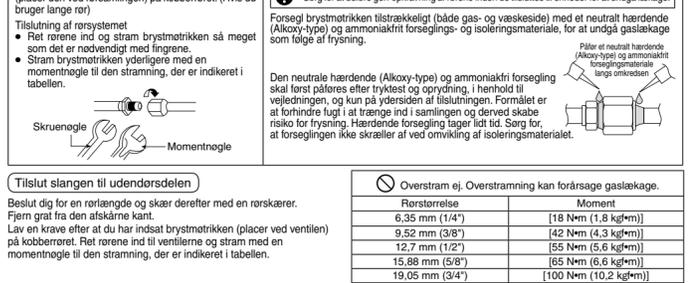 bruger lange rør)
Tilslutning af rørsystemet
● Ret rørene ind og stram brystmøtrikken så meget
som det er nødvendigt med fingrene.
● Stram brystmøtrikken yderligere med en
momentnøgle til den stramning, der er indikeret i
tabellen.
Skruenøgle
Momentnøgle
Forsegl brystmøtrikken tilstrækkeligt (både gas- og væskeside) med et neutralt hærdende
(Alkoxy-type) og ammoniakfrit forseglings- og isoleringsmateriale, for at undgå gaslækage
som følge af frysning.
Påfør et neutralt hærdende
(Alkoxy-type) og ammoniakfrit
forseglingsmateriale
langs omkredsen
Den neutrale hærdende (Alkoxy-type) og ammoniakfri forsegling
skal først påføres efter tryktest og oprydning, i henhold til
vejledningen, og kun på ydersiden af tilslutningen. Formålet er
at forhindre fugt i at trænge ind i samlingen og derved skabe
risiko for frysning. Hærdende forsegling tager lidt tid. Sørg for,
at forseglingen ikke skræller af ved omvikling af isoleringsmaterialet.
Tilslut slangen til udendørsdelen
Beslut dig for en rørlængde og skær derefter med en rørskærer.
Fjern grat fra den afskårne kant.
Lav en krave efter at du har indsat brystmøtrikken (placer ved ventilen)
på kobberrøret. Ret rørene ind til ventilerne og stram med en
momentnøgle til den stramning, der er indikeret i tabellen.
Overstram ej. Overstramning kan forårsage gaslækage.
Rørstørrelse Moment
6,35 mm (1/4") [18 N•m (1,8 kgf•m)]
9,52 mm (3/8") [42 N•m (4,3 kgf•m)]
12,7 mm (1/2") [55 N•m (5,6 kgf•m)]
15,88 mm (5/8") [65 N•m (6,6 kgf•m)]
19,05 mm (3/4") [100 N•m (10,2 kgf•m)]